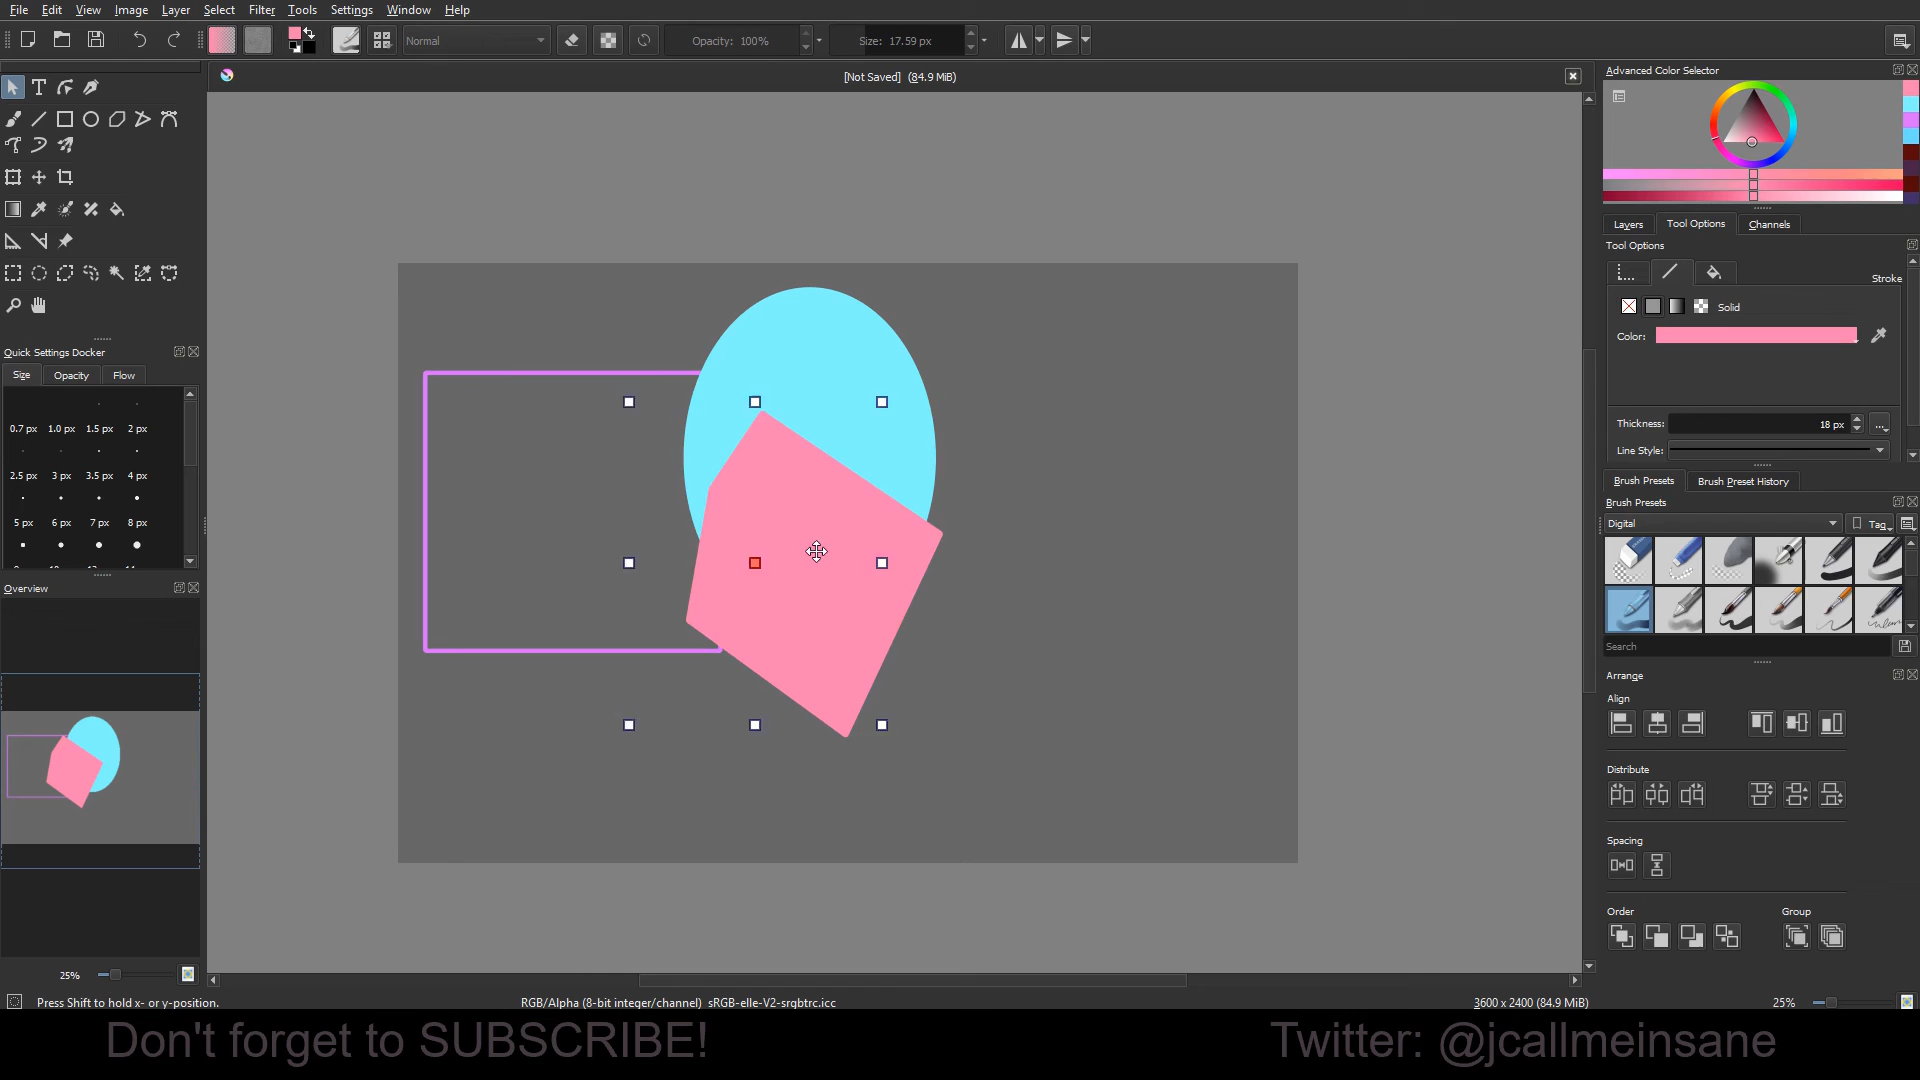 File Edit View Image Layer Select Filter Tools Settings Window Help
Normal Opacity: 100% Size: 17.59 px
[Not Saved] (84.9 MiB)
Advanced Color Selector
Layers Tool Options Channels
Tool Options
Stroke
Solid
Color:
Thickness: 18 px ...
Line Style:
Quick Settings Docker
Size Opacity Flow
0.7 px 1.0 px 1.5 px 2 px
2.5 px 3 px 3.5 px 4 px
5 px 6 px 7 px 8 px
Overview
25%
Brush Presets Brush Preset History
Brush Presets
Digital Tag
Search
Arrange
Align
Distribute
Spacing
Order Group
Press Shift to hold x- or y-position. RGB/Alpha (8-bit integer/channel) sRGB-elle-V2-srgbtrc.icc 3600 x 2400 (84.9 MiB) 25%
Don't forget to SUBSCRIBE! Twitter: @jcallmeinsane